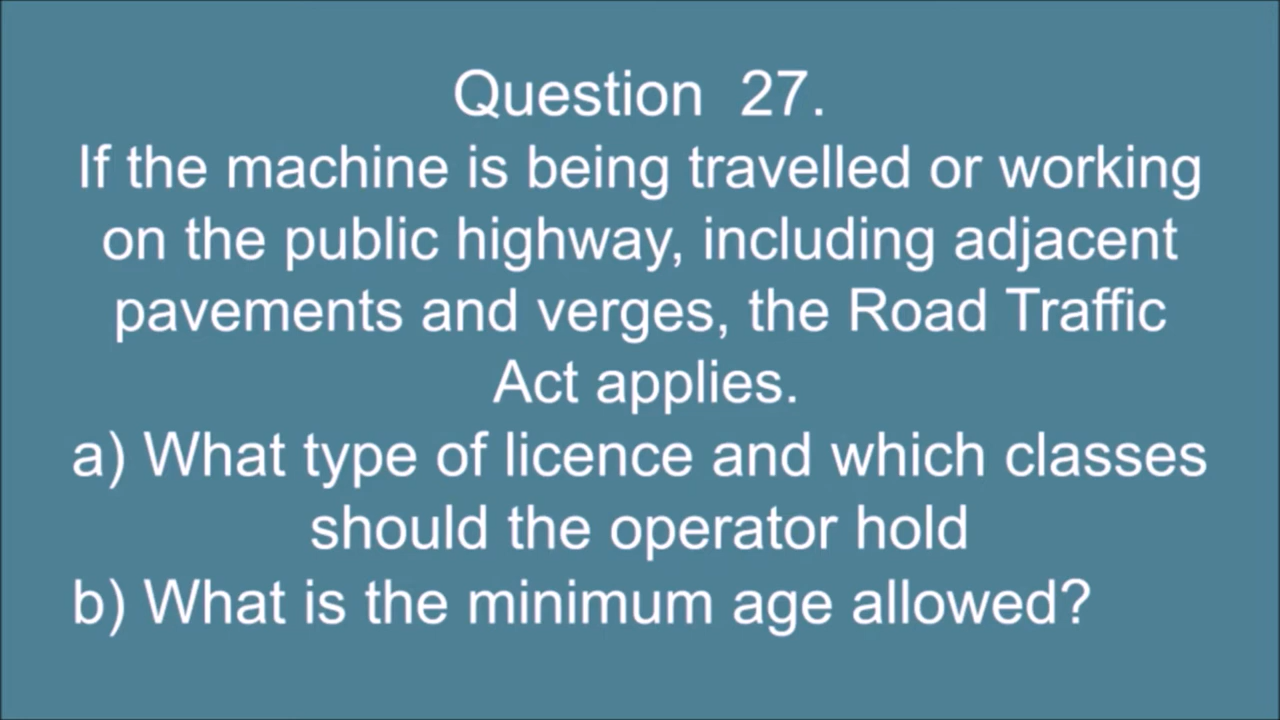 Question  27.
If the machine is being travelled or working
on the public highway, including adjacent
pavements and verges, the Road Traffic
Act applies.
a) What type of licence and which classes
should the operator hold
b) What is the minimum age allowed?